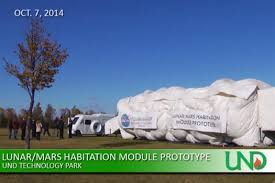 OCT. 7, 2014
LUNAR/MARS HABITATION
MODULE PROTOTYPE
LUNAR/MARS HABITATION MODULE PROTOTYPE
UND TECHNOLOGY PARK
UND